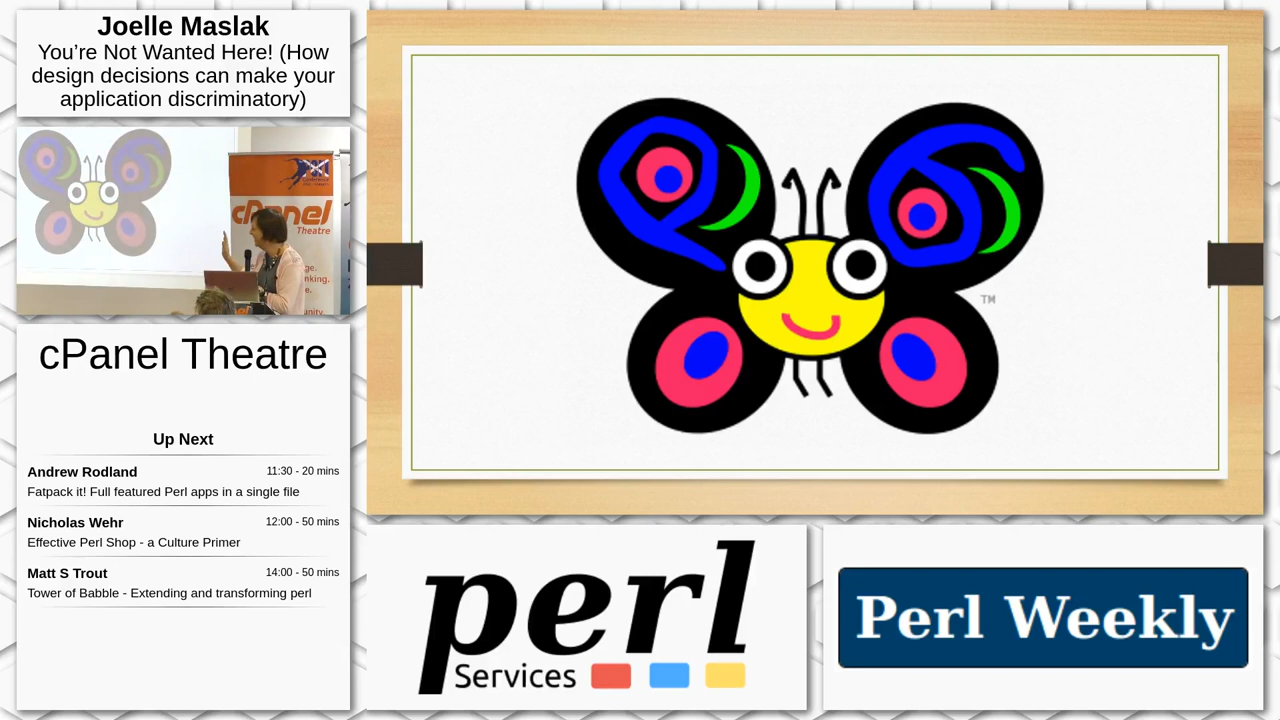 Joelle Maslak
You’re Not Wanted Here! (How
design decisions can make your
application discriminatory)
cPanel
Theatre
cPanel Theatre
Up Next
Andrew Rodland 11:30 - 20 mins
Fatpack it! Full featured Perl apps in a single file
Nicholas Wehr 12:00 - 50 mins
Effective Perl Shop - a Culture Primer
Matt S Trout 14:00 - 50 mins
Tower of Babble - Extending and transforming perl
TM
perl
Services
Perl Weekly